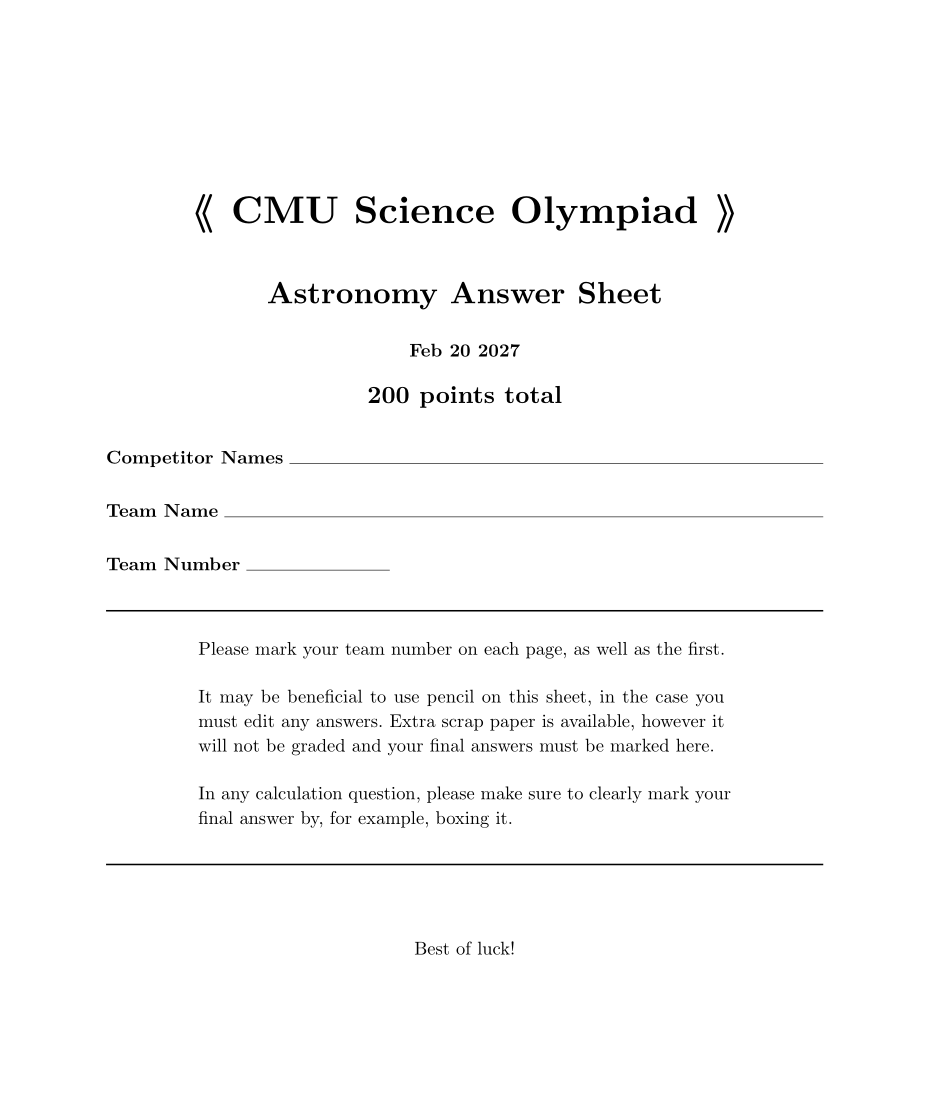 ⟪ CMU Science Olympiad ⟫
Astronomy Answer Sheet
Feb 20 2027
200 points total
Competitor Names
Team Name
Team Number
Please mark your team number on each page, as well as the first.
It may be beneficial to use pencil on this sheet, in the case you
must edit any answers. Extra scrap paper is available, however it
will not be graded and your final answers must be marked here.
In any calculation question, please make sure to clearly mark your
final answer by, for example, boxing it.
Best of luck!